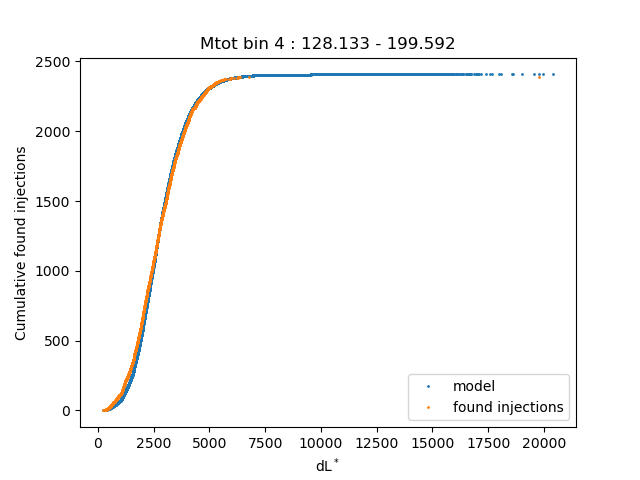 Mtot bin 4 : 128.133 - 199.592
Cumulative found injections
2500
2000
1500
1000
500
0
0 2500 5000 7500 10000 12500 15000 17500 20000
dL*
model
found injections